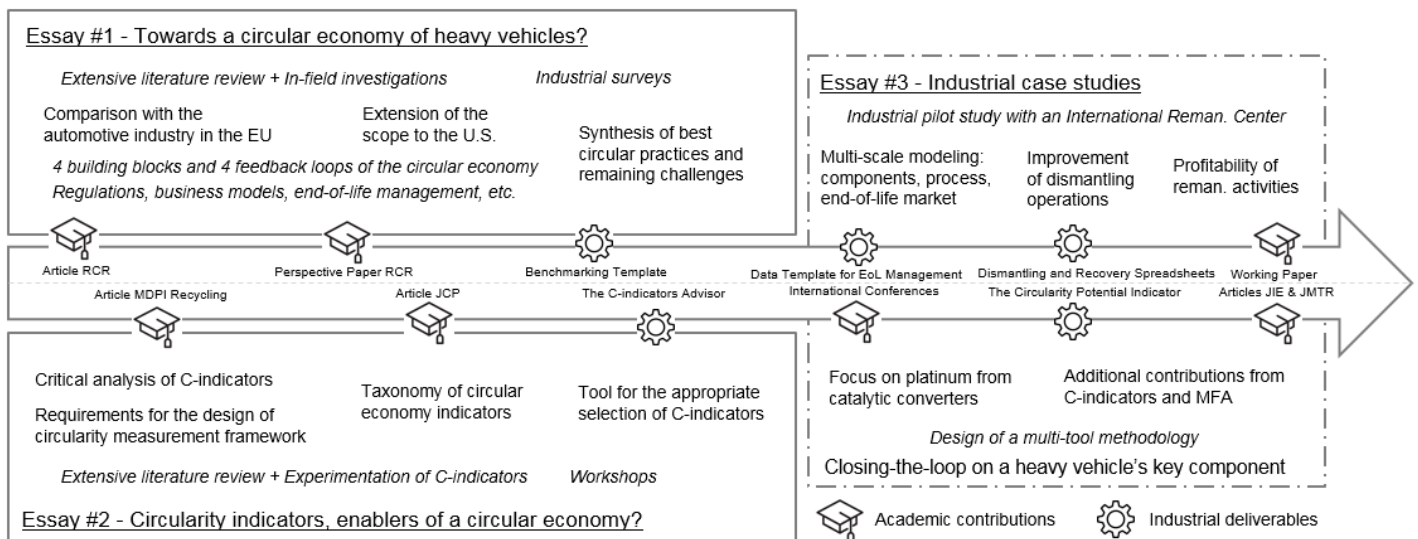 Essay #1 - Towards a circular economy of heavy vehicles?
Extensive literature review + In-field investigations
Industrial surveys
Comparison with the
automotive industry in the EU
Extension of the
scope to the U.S.
Synthesis of best
circular practices and
remaining challenges
4 building blocks and 4 feedback loops of the circular economy
Regulations, business models, end-of-life management, etc.
Essay #3 - Industrial case studies
Industrial pilot study with an International Reman. Center
Multi-scale modeling:
components, process,
end-of-life market
Improvement
of dismantling
operations
Profitability of
reman. activities
Article RCR
Perspective Paper RCR
Benchmarking Template
Data Template for EoL Management
Dismantling and Recovery Spreadsheets
Working Paper
Article MDPI Recycling
Article JCP
The C-indicators Advisor
International Conferences
The Circularity Potential Indicator
Articles JIE & JMTR
Critical analysis of C-indicators
Requirements for the design of
circularity measurement framework
Taxonomy of circular
economy indicators
Tool for the appropriate
selection of C-indicators
Extensive literature review + Experimentation of C-indicators
Workshops
Essay #2 - Circularity indicators, enablers of a circular economy?
Focus on platinum from
catalytic converters
Additional contributions from
C-indicators and MFA
Design of a multi-tool methodology
Closing-the-loop on a heavy vehicle's key component
Academic contributions
Industrial deliverables